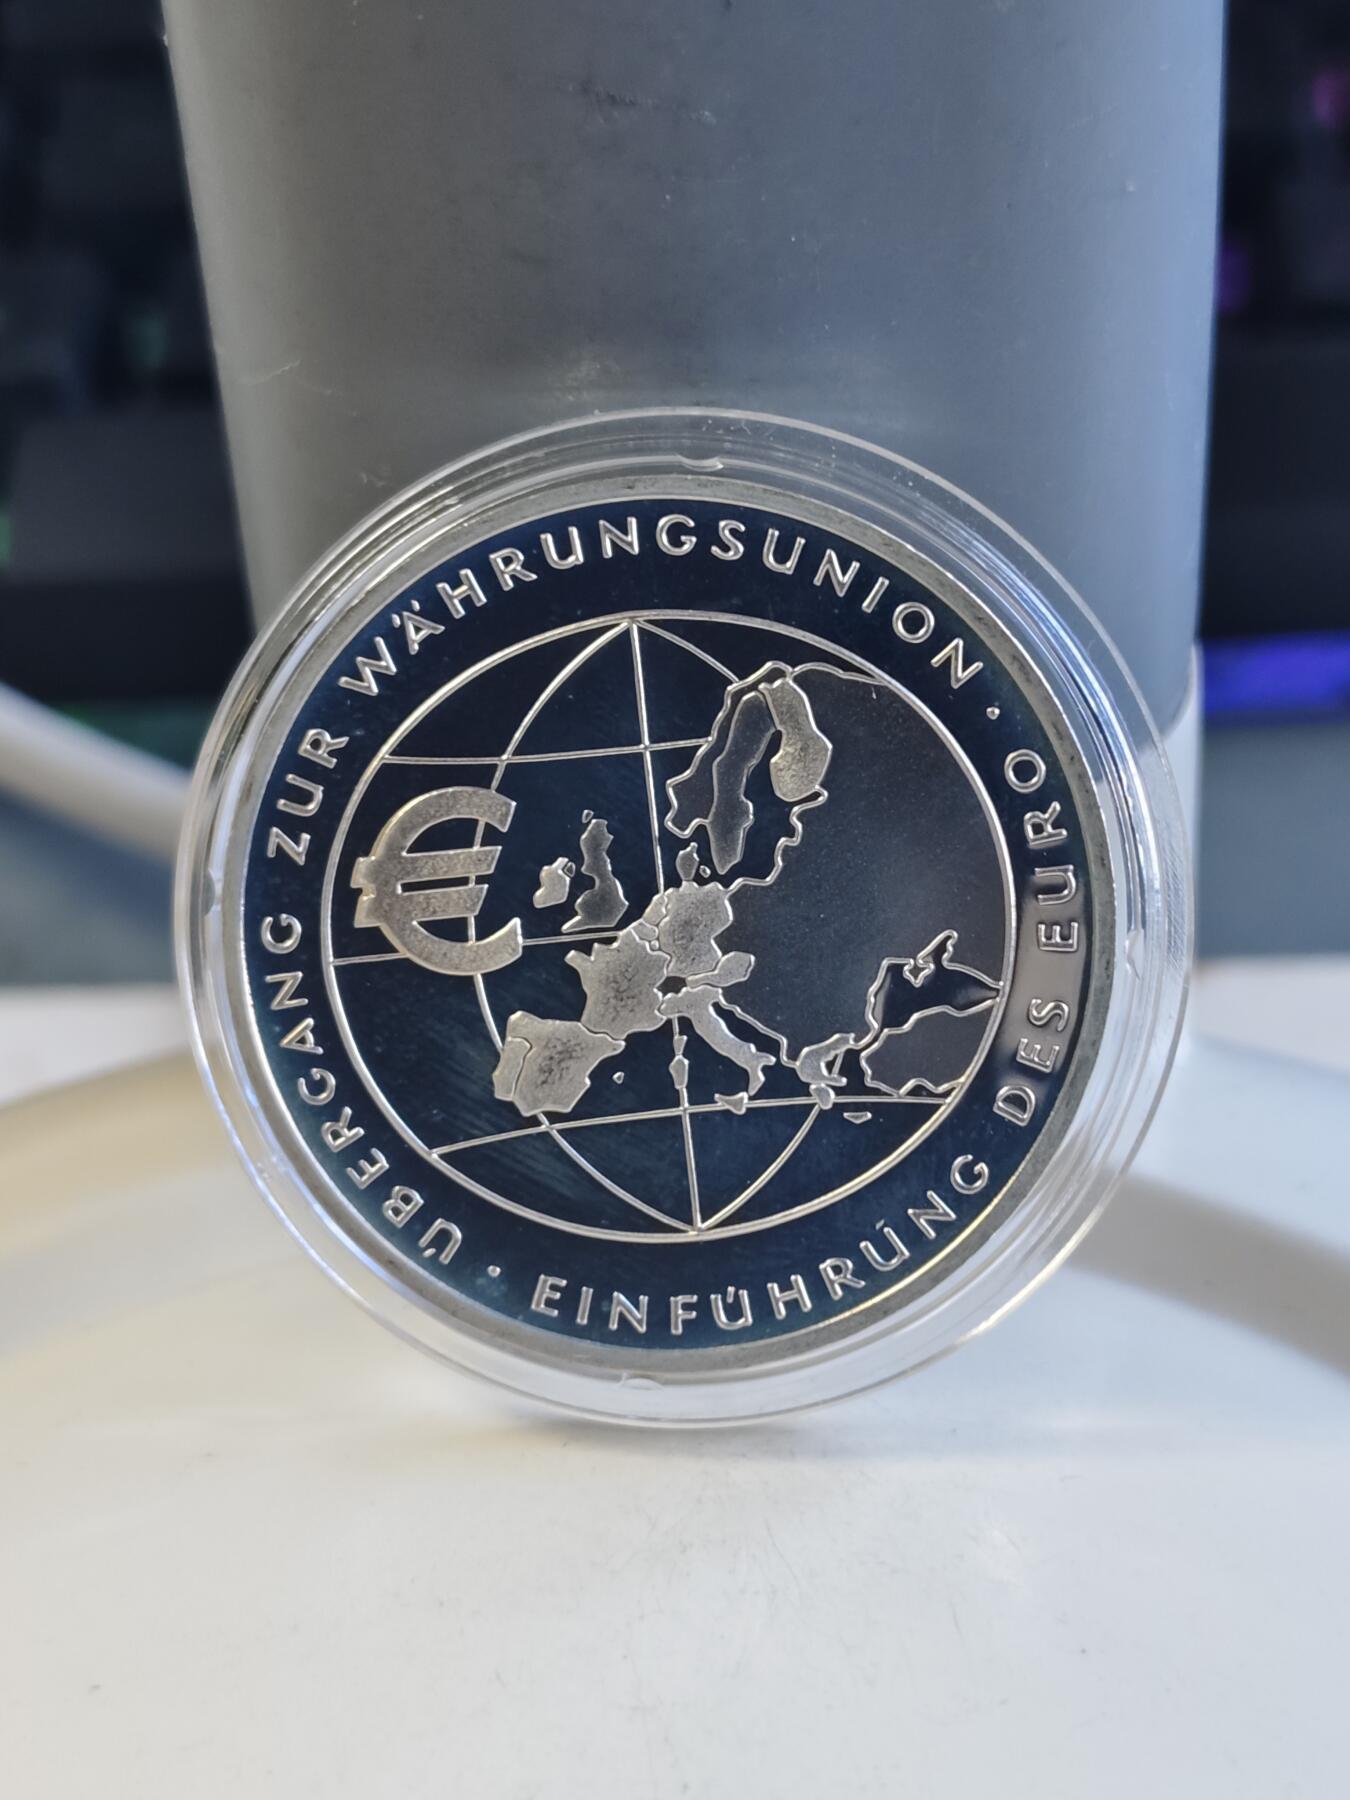 ÜBERGANG ZUR WÄHRUNGSUNION ·
EINFÜHRUNG DES EURO ·
€